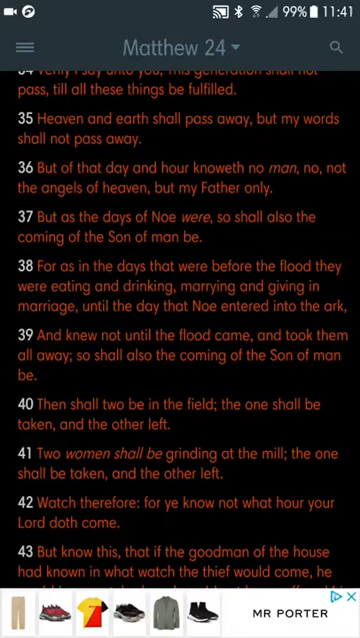 99% 11:41
Matthew 24
34 Verily I say unto you, This generation shall not
pass, till all these things be fulfilled.
35 Heaven and earth shall pass away, but my words
shall not pass away.
36 But of that day and hour knoweth no man, no, not
the angels of heaven, but my Father only.
37 But as the days of Noe were, so shall also the
coming of the Son of man be.
38 For as in the days that were before the flood they
were eating and drinking, marrying and giving in
marriage, until the day that Noe entered into the ark,
39 And knew not until the flood came, and took them
all away; so shall also the coming of the Son of man
be.
40 Then shall two be in the field; the one shall be
taken, and the other left.
41 Two women shall be grinding at the mill; the one
shall be taken, and the other left.
42 Watch therefore: for ye know not what hour your
Lord doth come.
43 But know this, that if the goodman of the house
had known in what watch the thief would come, he
MR PORTER